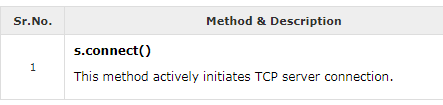 Sr.No. Method & Description
1
s.connect()
This method actively initiates TCP server connection.